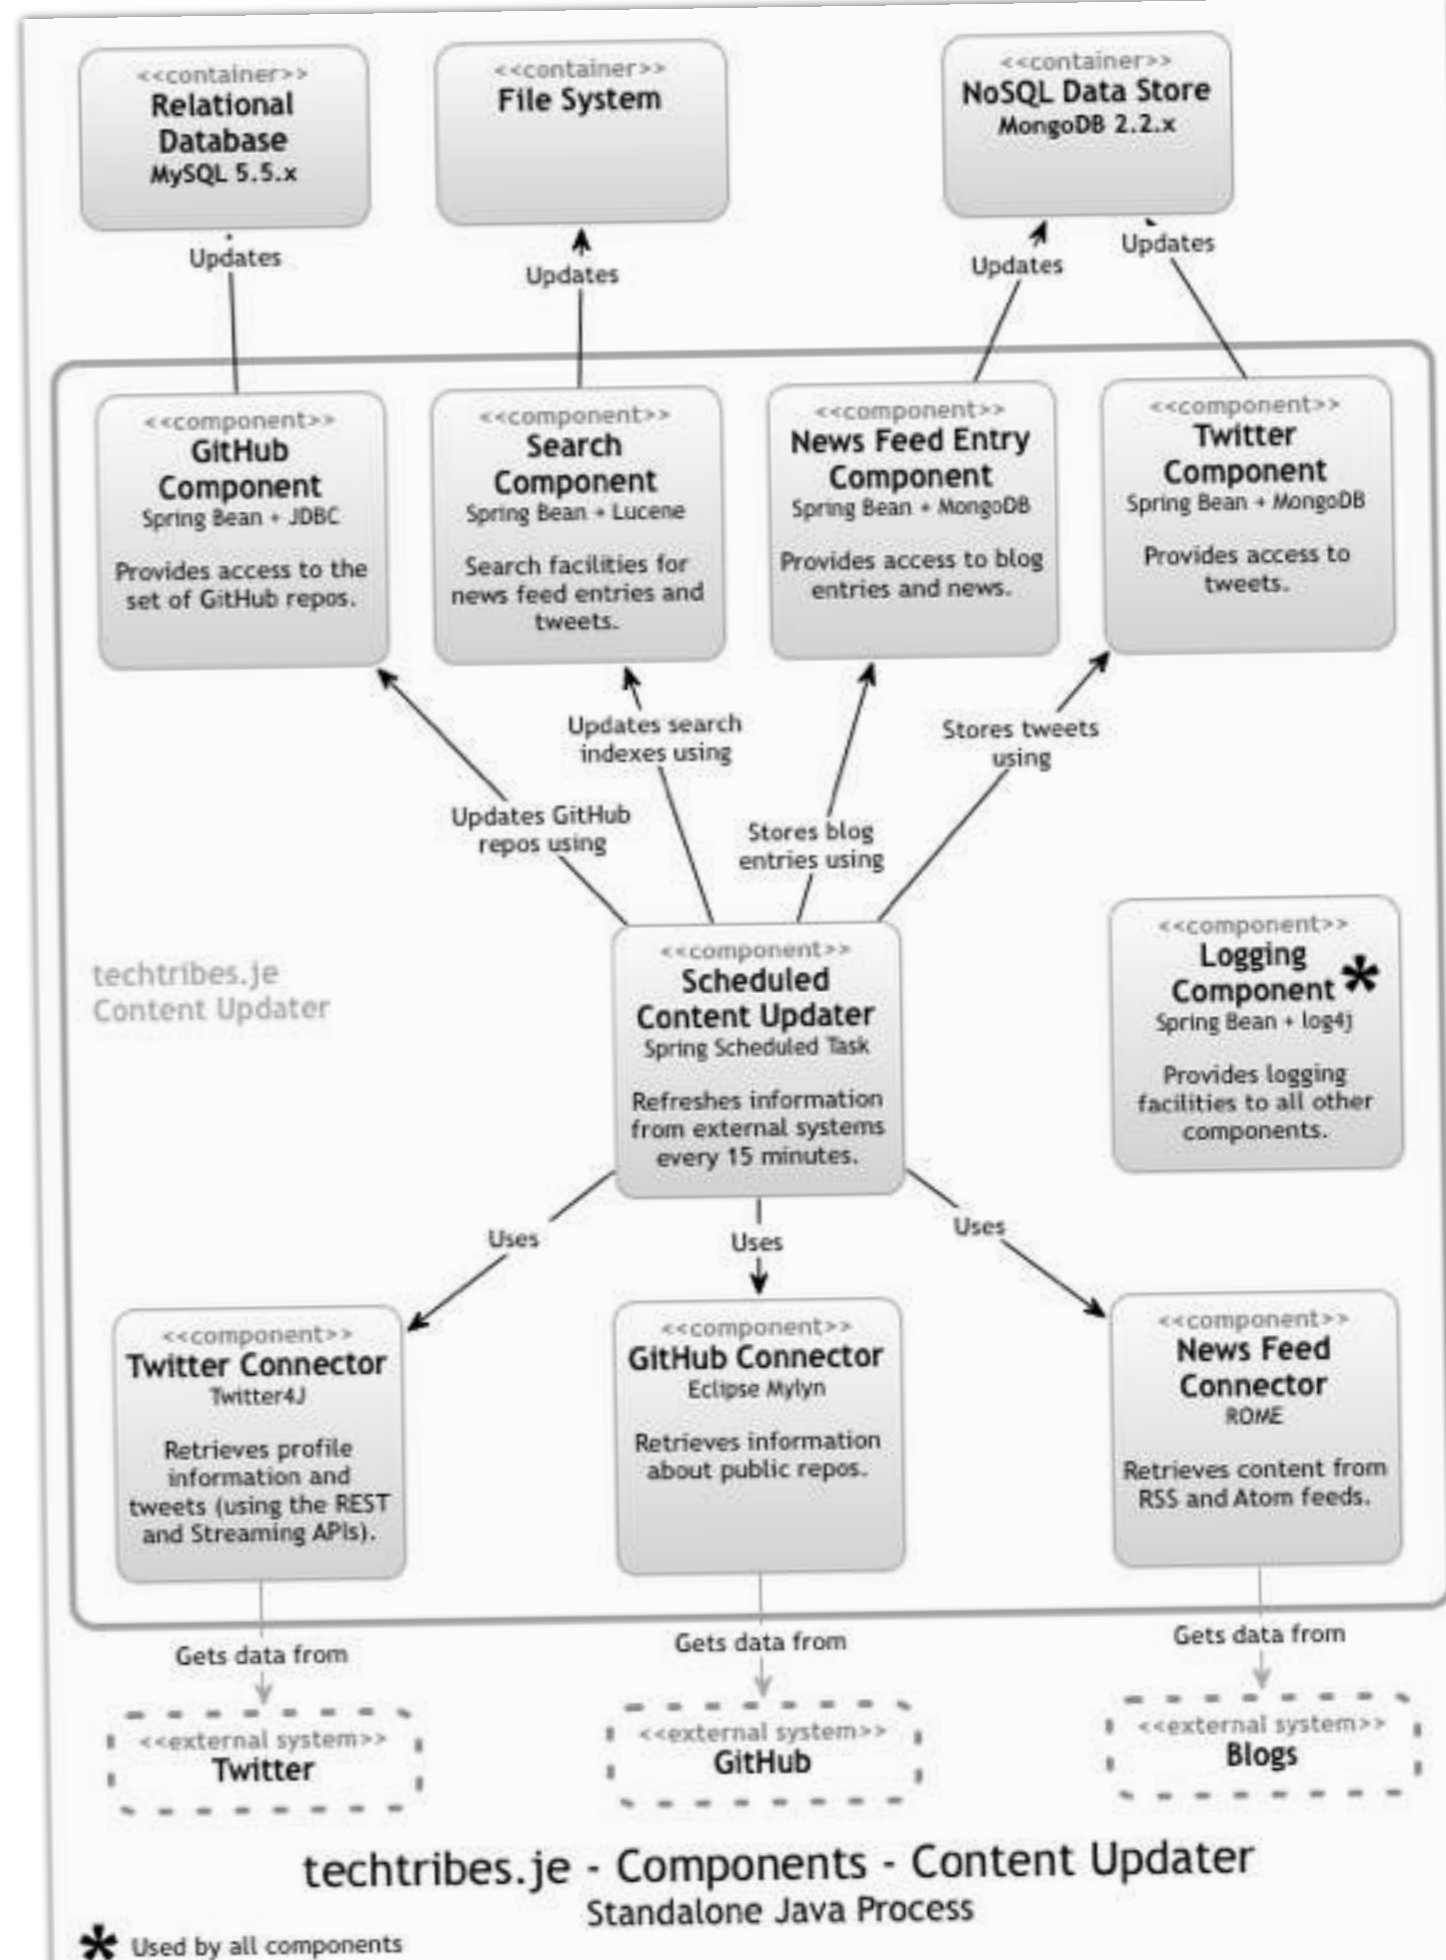 <<container>>
Relational
Database
MySQL 5.5.x
<<container>>
File System
<<container>>
NoSQL Data Store
MongoDB 2.2.x
Updates
Updates
Updates
Updates
<<component>>
GitHub
Component
Spring Bean + JDBC
Provides access to the
set of GitHub repos.
<<component>>
Search
Component
Spring Bean + Lucene
Search facilities for
news feed entries and
tweets.
<<component>>
News Feed Entry
Component
Spring Bean + MongoDB
Provides access to blog
entries and news.
<<component>>
Twitter
Component
Spring Bean + MongoDB
Provides access to
tweets.
Updates GitHub
repos using
Updates search
indexes using
Stores blog
entries using
Stores tweets
using
techtribes.je
Content Updater
<<component>>
Scheduled
Content Updater
Spring Scheduled Task
Refreshes information
from external systems
every 15 minutes.
<<component>>
Logging
Component *
Spring Bean + log4j
Provides logging
facilities to all other
components.
Uses
Uses
Uses
<<component>>
Twitter Connector
Twitter4J
Retrieves profile
information and
tweets (using the REST
and Streaming APIs).
<<component>>
GitHub Connector
Eclipse Mylyn
Retrieves information
about public repos.
<<component>>
News Feed
Connector
ROME
Retrieves content from
RSS and Atom feeds.
Gets data from
Gets data from
Gets data from
<<external system>>
Twitter
<<external system>>
GitHub
<<external system>>
Blogs
techtribes.je - Components - Content Updater
Standalone Java Process
* Used by all components